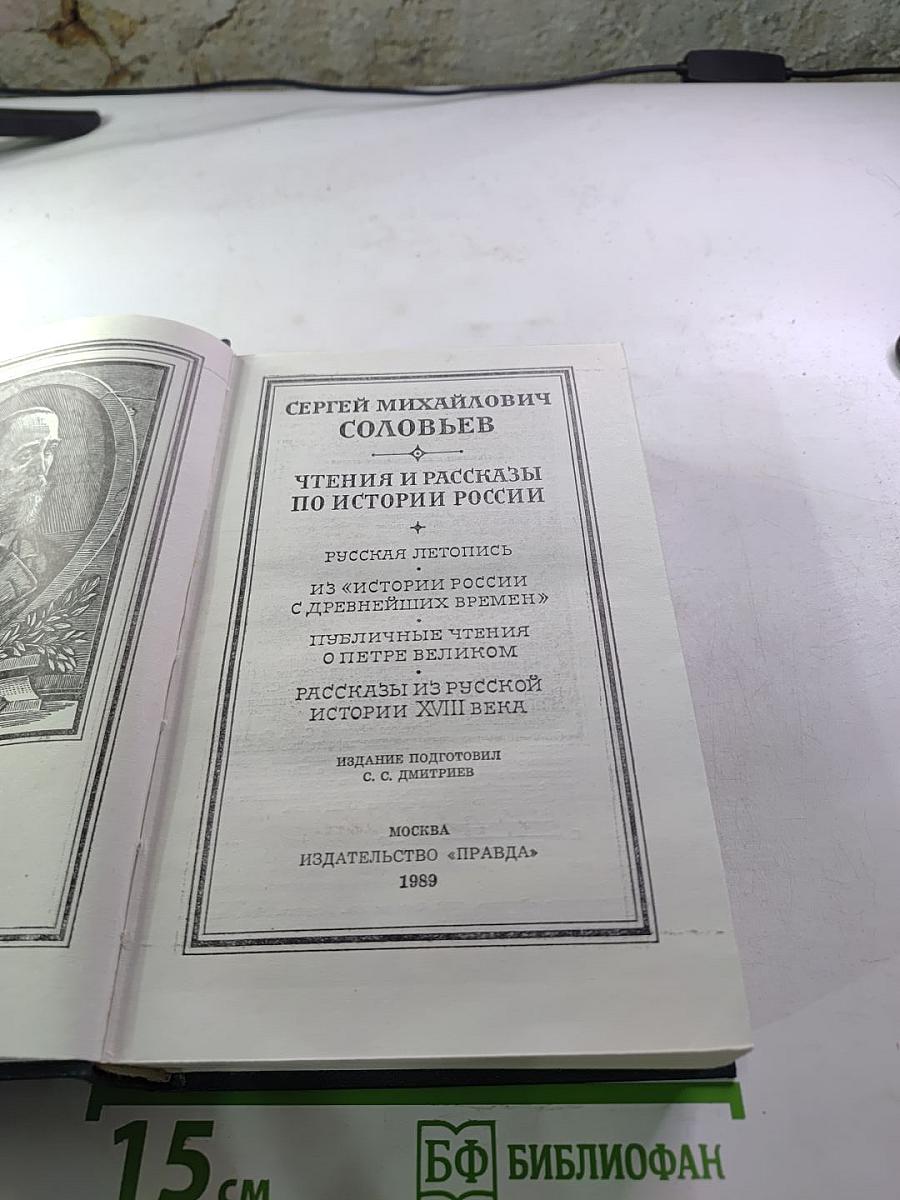 СЕРГЕЙ МИХАЙЛОВИЧ
СОЛОВЬЕВ
ЧТЕНИЯ И РАССКАЗЫ
ПО ИСТОРИИ РОССИИ
РУССКАЯ ЛЕТОПИСЬ
ИЗ «ИСТОРИИ РОССИИ
С ДРЕВНЕЙШИХ ВРЕМЕН»
ПУБЛИЧНЫЕ ЧТЕНИЯ
О ПЕТРЕ ВЕЛИКОМ
РАССКАЗЫ ИЗ РУССКОЙ
ИСТОРИИ XVIII ВЕКА
ИЗДАНИЕ ПОДГОТОВИЛ
С. С. ДМИТРИЕВ
МОСКВА
ИЗДАТЕЛЬСТВО «ПРАВДА»
1989
15 см
БФ БИБЛИОФАН